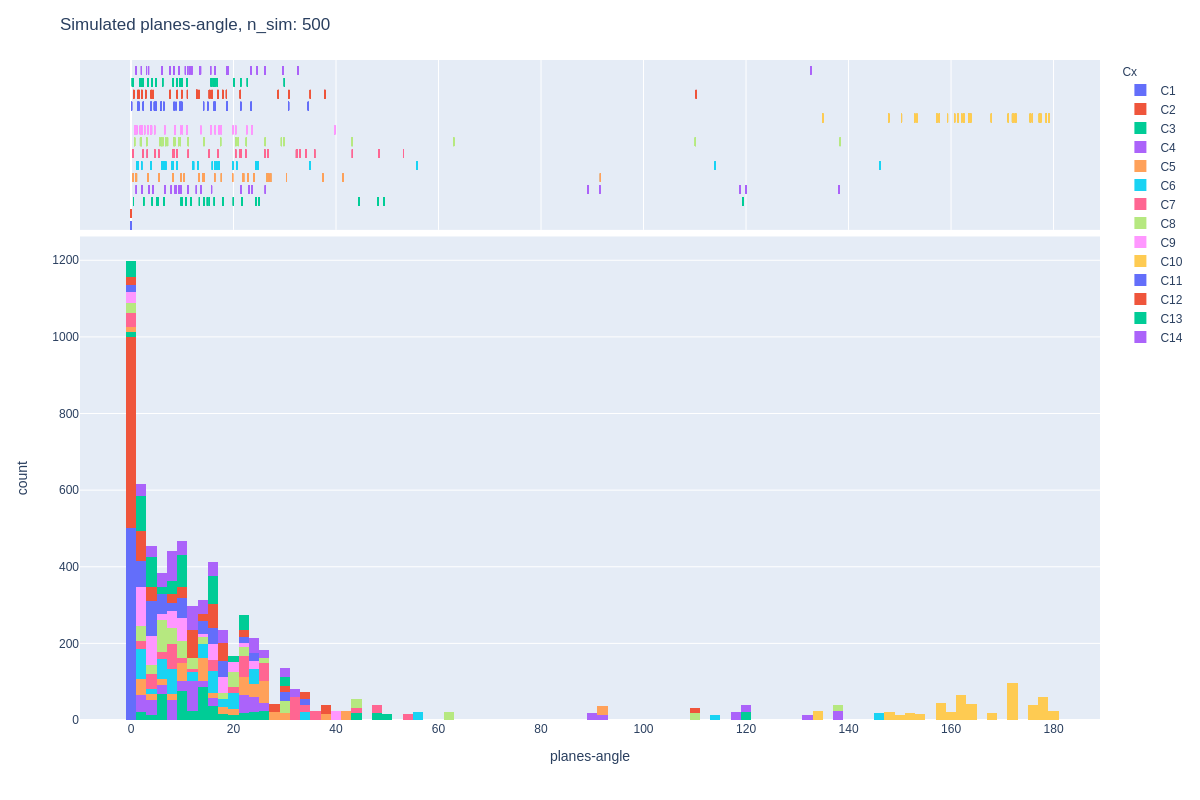 Simulated planes-angle, n_sim: 500
Cx
C1
C2
C3
C4
C5
C6
C7
C8
C9
C10
C11
C12
C13
C14
1200
1000
800
600
400
200
0
count
0 20 40 60 80 100 120 140 160 180
planes-angle